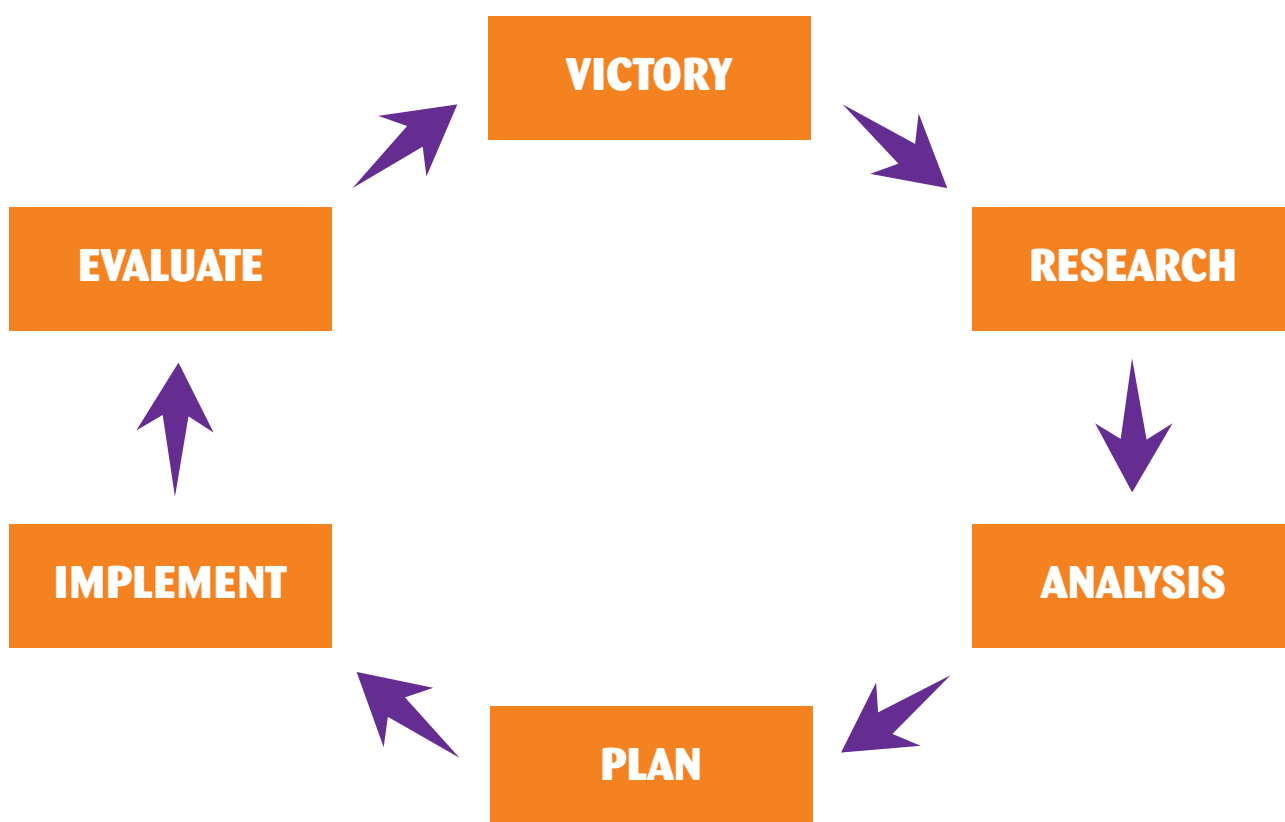 VICTORY
RESEARCH
ANALYSIS
PLAN
IMPLEMENT
EVALUATE